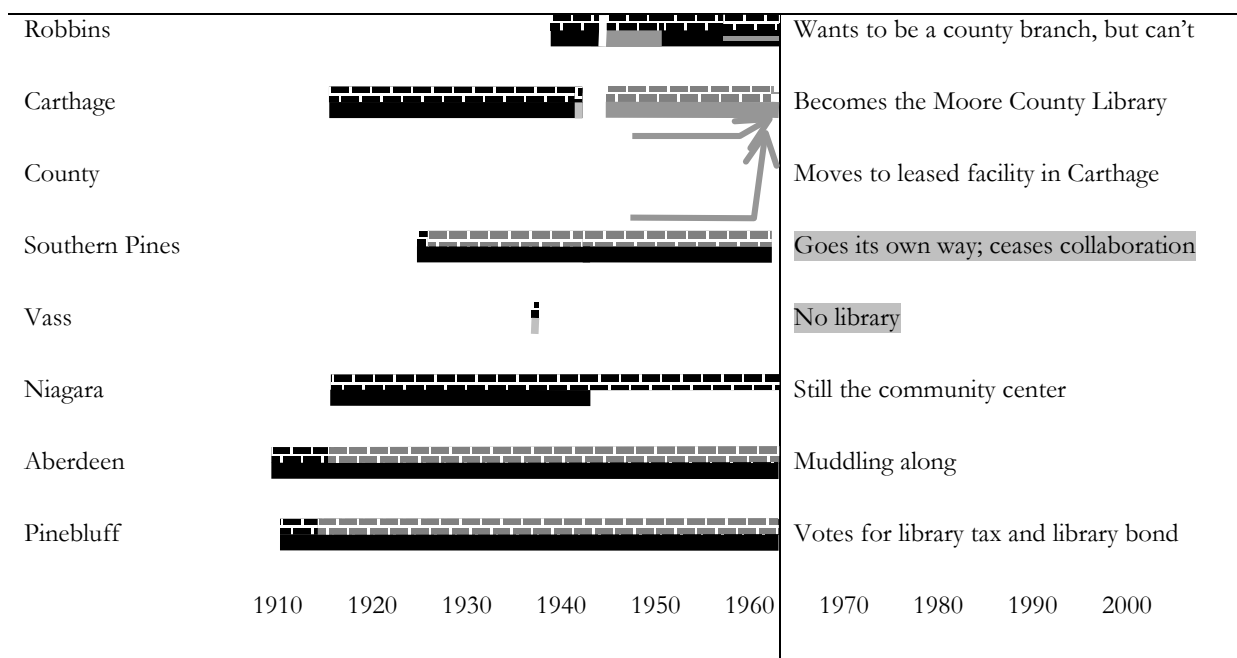 Robbins Wants to be a county branch, but can’t
Carthage Becomes the Moore County Library
County Moves to leased facility in Carthage
Southern Pines Goes its own way; ceases collaboration
Vass No library
Niagara Still the community center
Aberdeen Muddling along
Pinebluff Votes for library tax and library bond
1910 1920 1930 1940 1950 1960 1970 1980 1990 2000